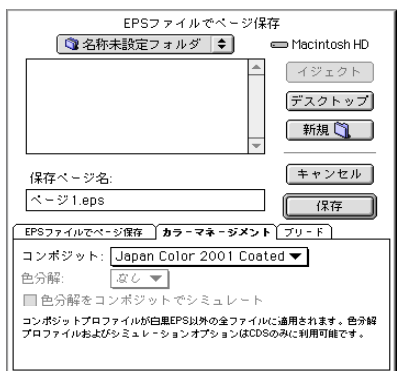 EPSファイルでページ保存
名称未設定フォルダ
Macintosh HD
イジェクト
デスクトップ
新規
キャンセル
保存ページ名:
ページ1.eps
保存
EPSファイルでページ保存 カラーマネージメント ブリード
コンポジット: Japan Color 2001 Coated
色分解: なし
色分解をコンポジットでシミュレート
コンポジットプロファイルが白黒EPS以外の全ファイルに適用されます。色分解
プロファイルおよびシミュレーションオプションはCDSのみに利用可能です。